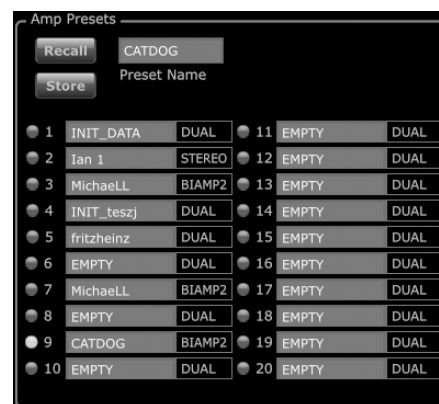 Amp Presets
Recall CATDOG
Preset Name
Store
1 INIT_DATA DUAL 11 EMPTY DUAL
2 Ian 1 STEREO 12 EMPTY DUAL
3 MichaeLL BIAMP2 13 EMPTY DUAL
4 INIT_teszj DUAL 14 EMPTY DUAL
5 fritzheinz DUAL 15 EMPTY DUAL
6 EMPTY DUAL 16 EMPTY DUAL
7 MichaeLL BIAMP2 17 EMPTY DUAL
8 EMPTY DUAL 18 EMPTY DUAL
9 CATDOG BIAMP2 19 EMPTY DUAL
10 EMPTY DUAL 20 EMPTY DUAL